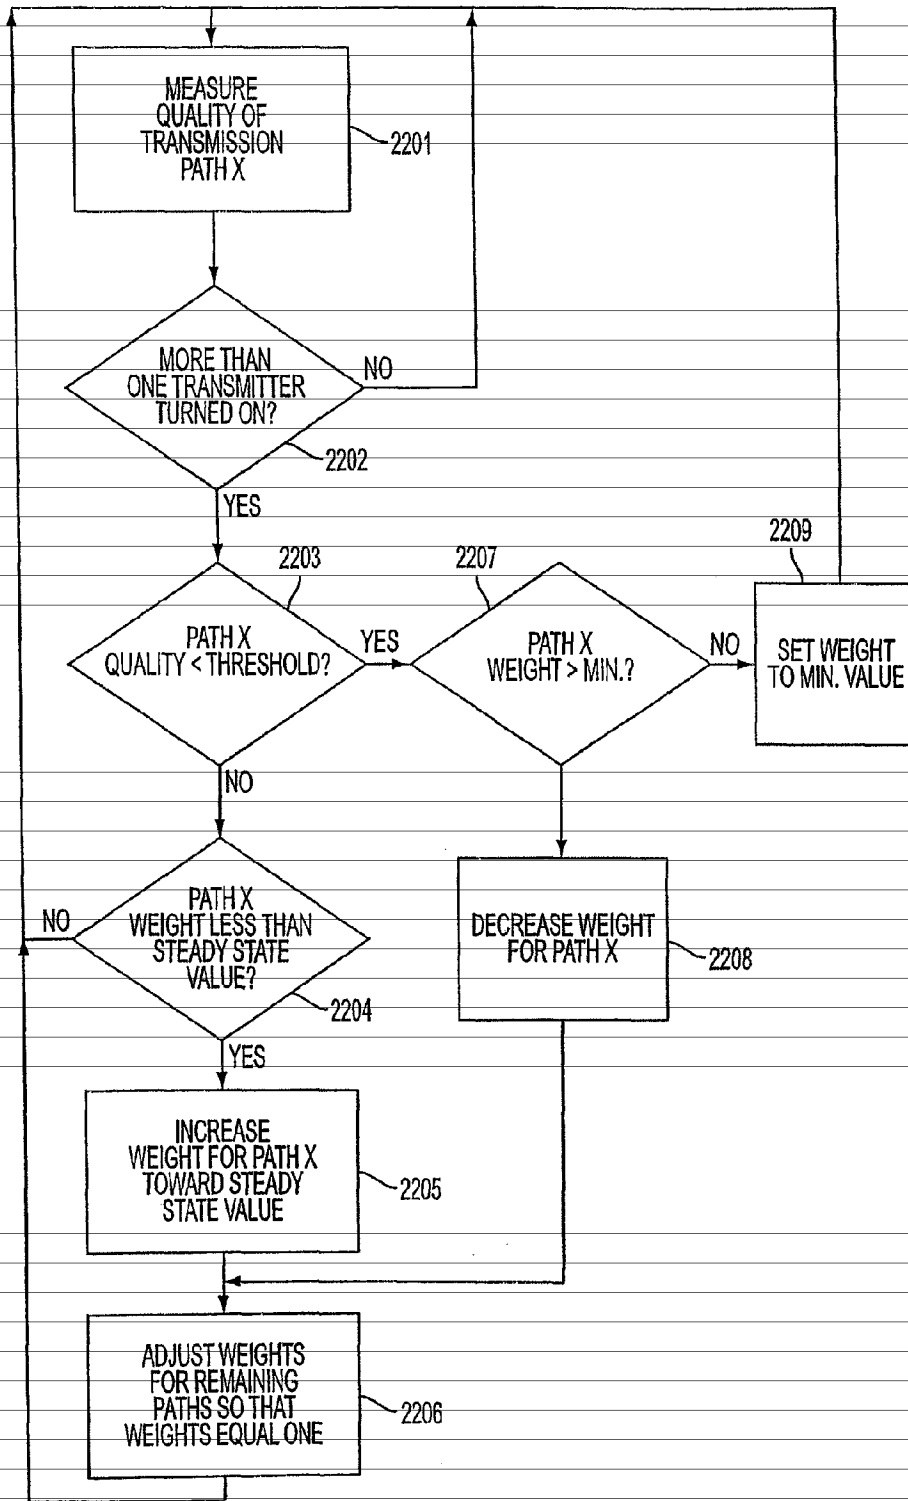 MEASURE
QUALITY OF
TRANSMISSION
PATH X
2201
MORE THAN
ONE TRANSMITTER
TURNED ON?
NO
2202
YES
2203
PATH X
QUALITY < THRESHOLD?
YES
2207
PATH X
WEIGHT > MIN.?
NO
2209
SET WEIGHT
TO MIN. VALUE
NO
PATH X
WEIGHT LESS THAN
STEADY STATE
VALUE?
NO
2204
DECREASE WEIGHT
FOR PATH X
2208
YES
INCREASE
WEIGHT FOR PATH X
TOWARD STEADY
STATE VALUE
2205
ADJUST WEIGHTS
FOR REMAINING
PATHS SO THAT
WEIGHTS EQUAL ONE
2206